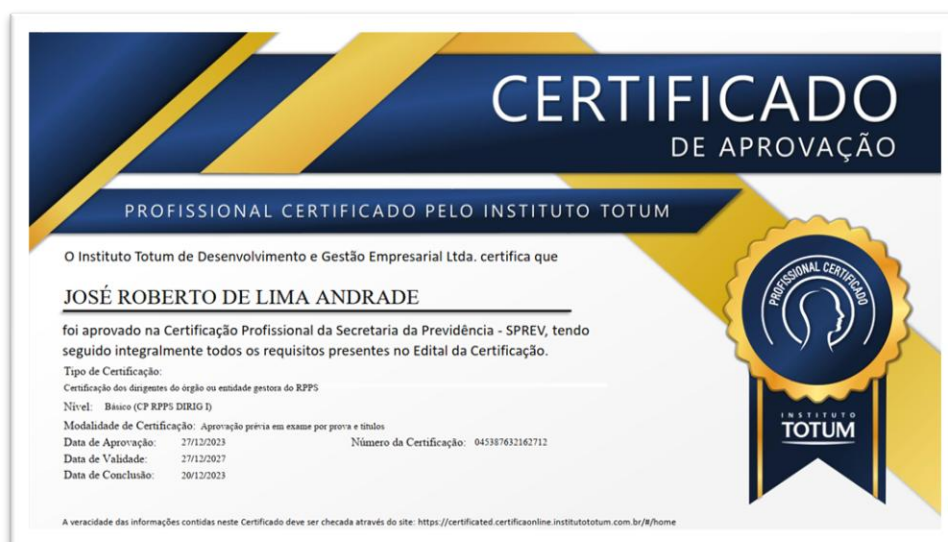 CERTIFICADO
DE APROVAÇÃO
PROFISSIONAL CERTIFICADO PELO INSTITUTO TOTUM
O Instituto Totum de Desenvolvimento e Gestão Empresarial Ltda. certifica que
JOSÉ ROBERTO DE LIMA ANDRADE
foi aprovado na Certificação Profissional da Secretaria da Previdência - SPREV, tendo
seguido integralmente todos os requisitos presentes no Edital da Certificação.
Tipo de Certificação:
Certificação dos dirigentes do órgão ou entidade gestora do RPPS
Nível: Básico (CP RPPS DIRIG I)
Modalidade de Certificação: Aprovação prévia em exame por prova e títulos
Data de Aprovação: 27/12/2023 Número da Certificação: 045387632162712
Data de Validade: 27/12/2027
Data de Conclusão: 20/12/2023
PROFISSIONAL CERTIFICADO
INSTITUTO
TOTUM
A veracidade das informações contidas neste Certificado deve ser checada através do site: https://certificated.certificaonline.institutototum.com.br/#/home